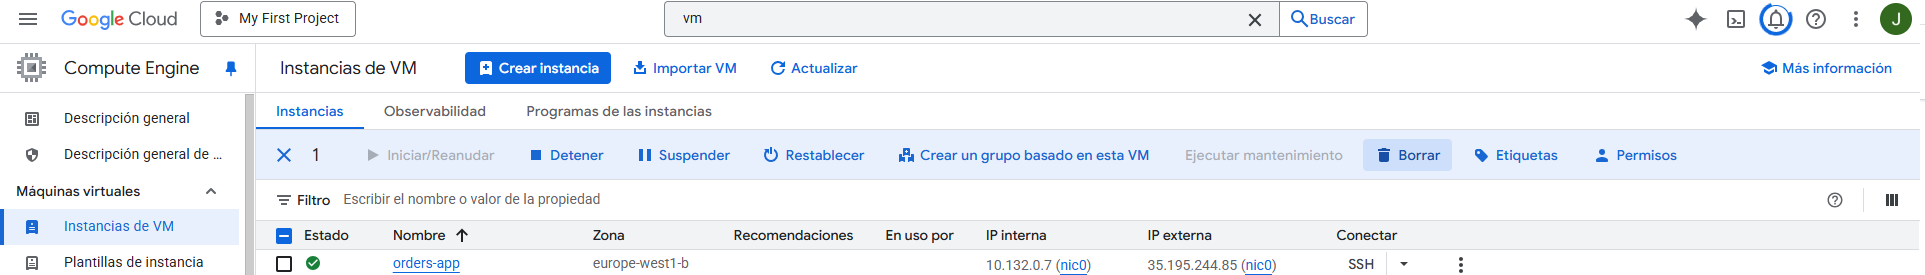 Google Cloud My First Project vm Buscar J
Compute Engine Instancias de VM Crear instancia Importar VM Actualizar Más información
Descripción general Instancias Observabilidad Programas de las instancias
Descripción general de ... 1 Iniciar/Reanudar Detener Suspender Restablecer Crear un grupo basado en esta VM Ejecutar mantenimiento Borrar Etiquetas Permisos
Máquinas virtuales Filtro Escribir el nombre o valor de la propiedad
Instancias de VM Estado Nombre Zona Recomendaciones En uso por IP interna IP externa Conectar
Plantillas de instancia orders-app europe-west1-b 10.132.0.7 (nic0) 35.195.244.85 (nic0) SSH